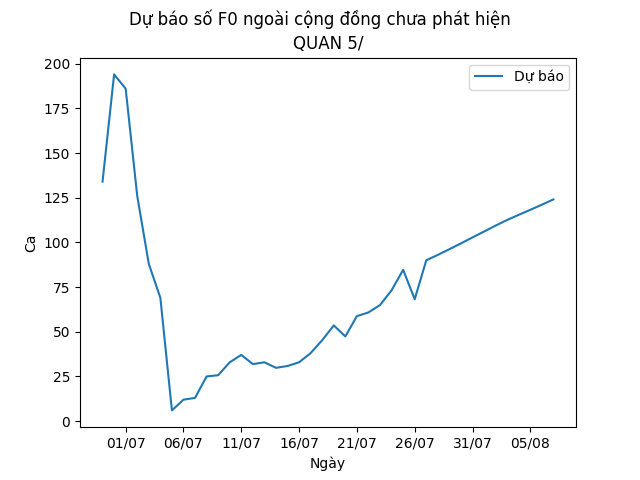 Dự báo số F0 ngoài cộng đồng chưa phát hiện
QUAN 5/
Dự báo
200
175
150
125
100
75
50
25
0
Ca
01/07 06/07 11/07 16/07 21/07 26/07 31/07 05/08
Ngày